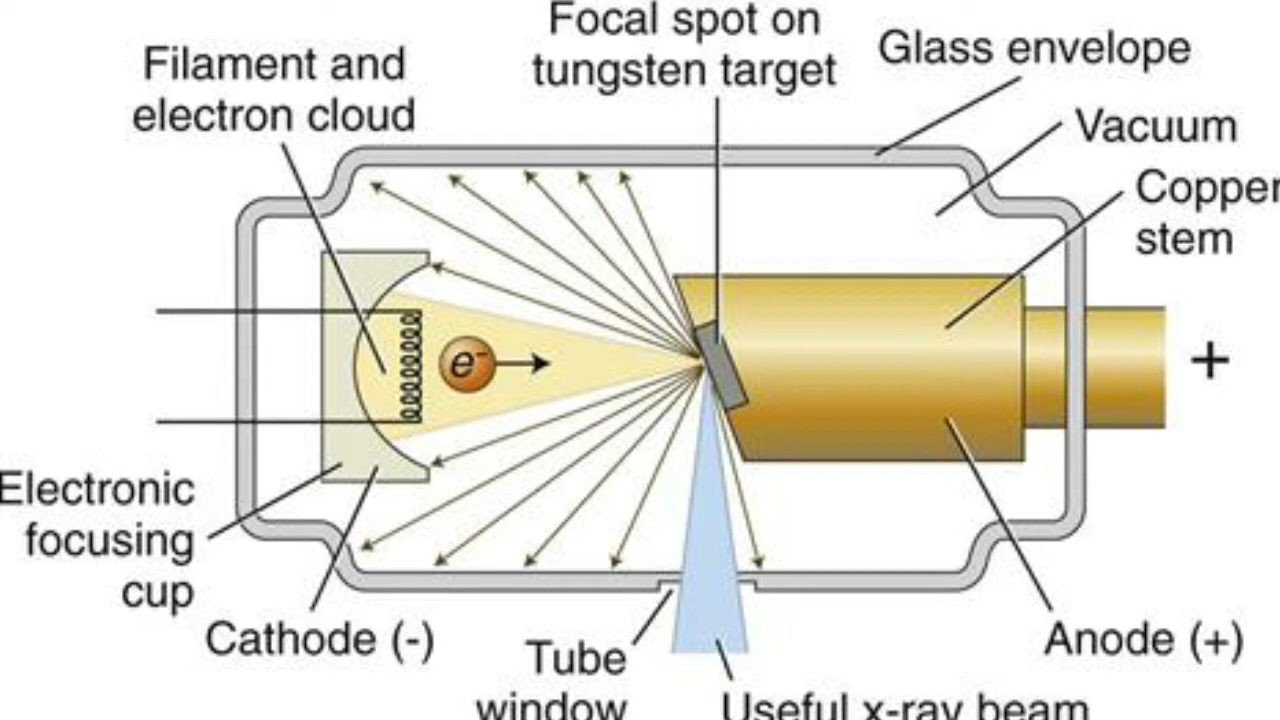 Focal spot on
tungsten target
Filament and
electron cloud
Glass envelope
Vacuum
Copper
stem
e-
+
Electronic
focusing
cup
Cathode (-)
Tube
window
Useful x-ray beam
Anode (+)